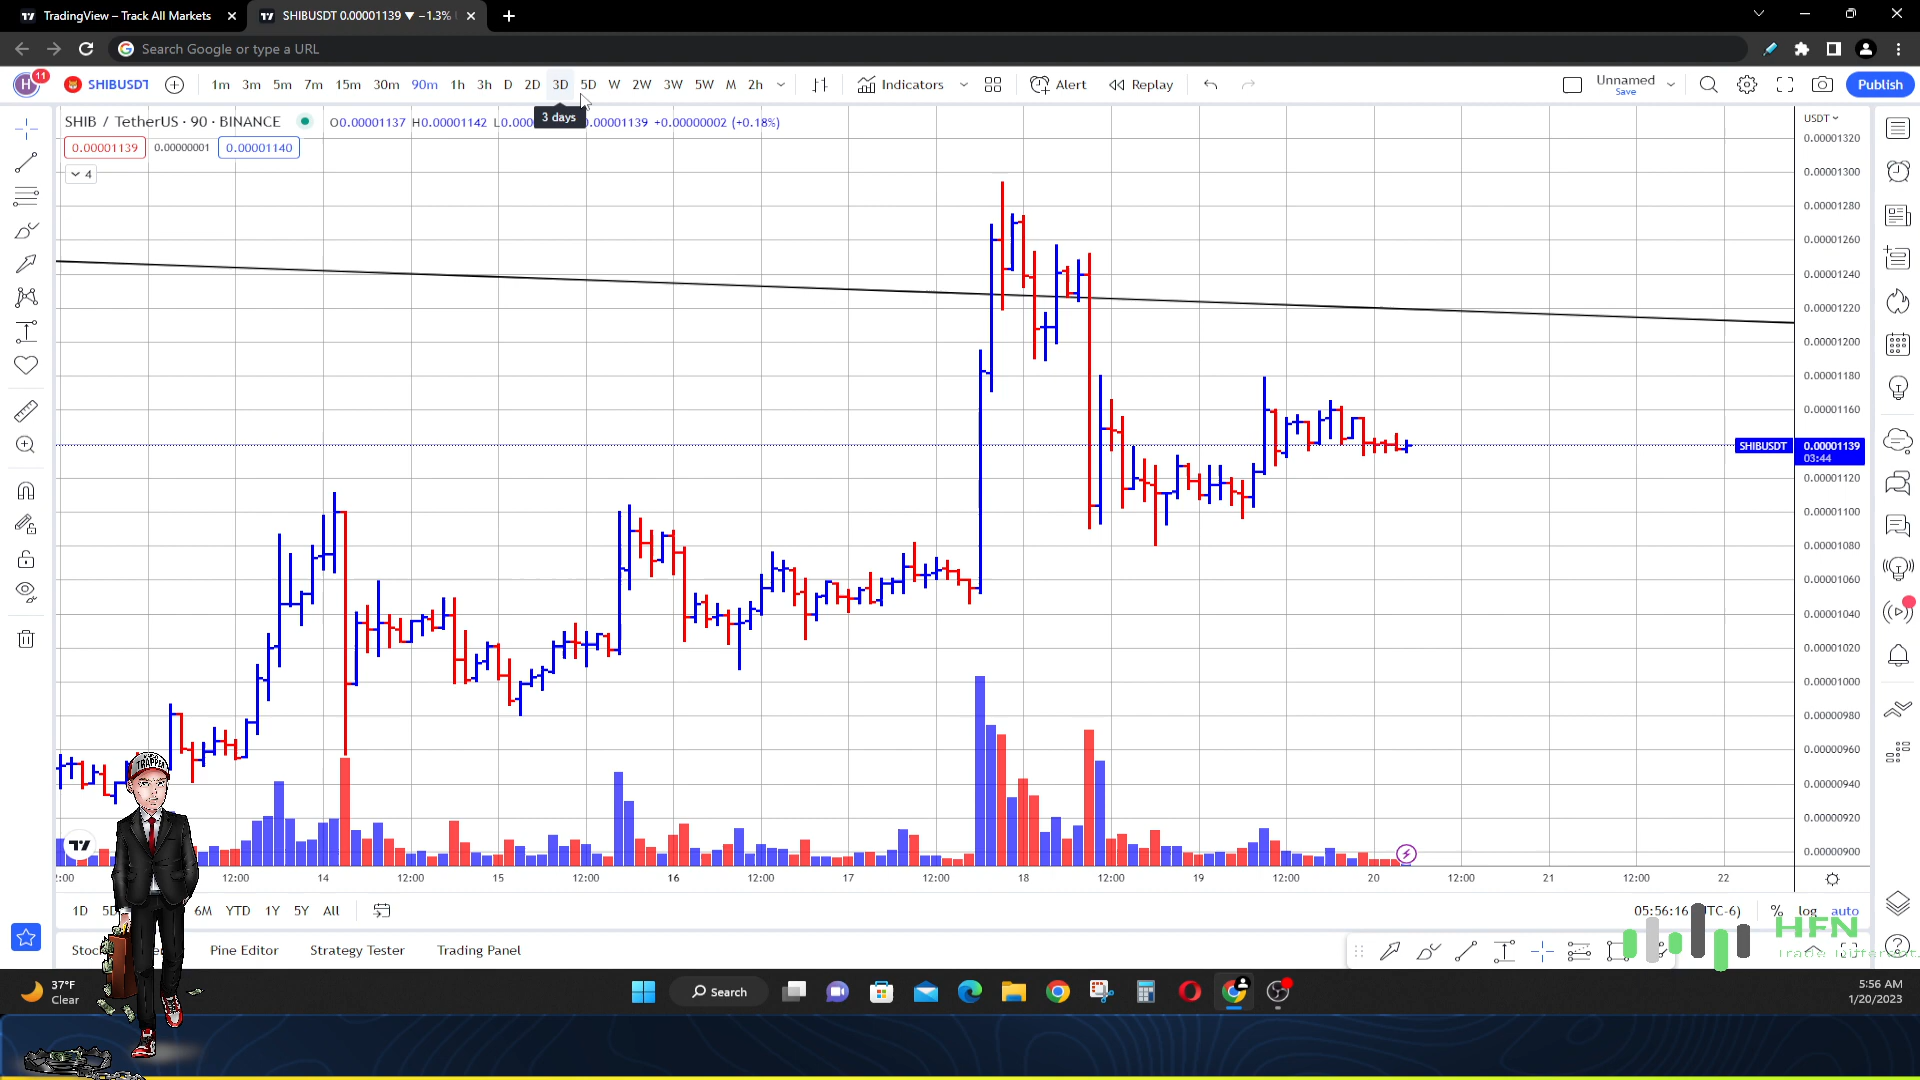 TradingView – Track All Markets
SHIBUSDT 0.00001139 ▼ −1.3%
Search Google or type a URL
H 11 SHIBUSDT 1m 3m 5m 7m 15m 30m 90m 1h 3h D 2D 3D 5D W 2W 3W 5W M 2h Indicators Alert Replay Unnamed Save Publish
3 days
SHIB / TetherUS · 90 · BINANCE O0.00001137 H0.00001142 0.00001139 +0.00000002 (+0.18%)
0.00001139 0.00000001 0.00001140
4
USDT
0.00001320
0.00001300
0.00001280
0.00001260
0.00001240
0.00001220
0.00001200
0.00001180
0.00001160
SHIBUSDT 0.00001139
03:44
0.00001120
0.00001100
0.00001080
0.00001060
0.00001040
0.00001020
0.00001000
0.00000980
0.00000960
0.00000940
0.00000920
0.00000900
TRAPPER
:00 12:00 14 12:00 15 12:00 16 12:00 17 12:00 18 12:00 19 12:00 20 12:00 21 12:00 22
1D 6M YTD 1Y 5Y All 05:56:16 % log auto
Pine Editor Strategy Tester Trading Panel
HFN
Trade Different
37°F
Clear
Search
5:56 AM
1/20/2023